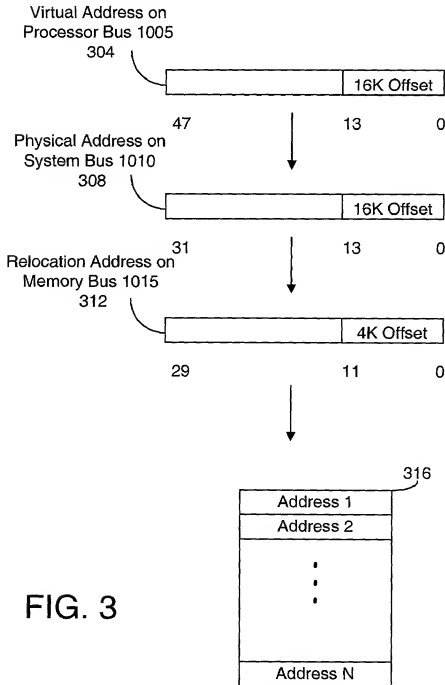 Virtual Address on
Processor Bus 1005
304
16K Offset
47 13 0
Physical Address on
System Bus 1010
308
16K Offset
31 13 0
Relocation Address on
Memory Bus 1015
312
4K Offset
29 11 0
316
Address 1
Address 2
FIG. 3
Address N